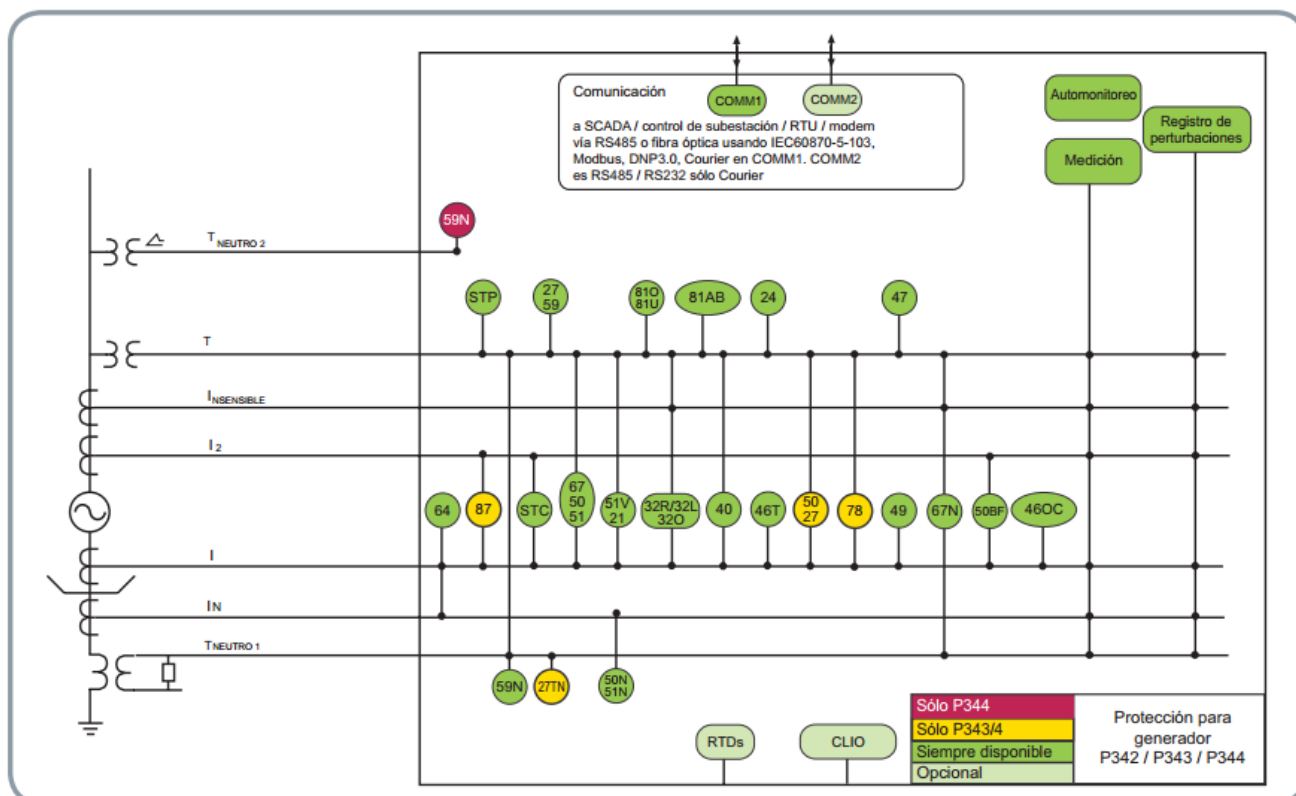 Comunicación
COMM1
COMM2
a SCADA / control de subestación / RTU / modem
vía RS485 o fibra óptica usando IEC60870-5-103,
Modbus, DNP3.0, Courier en COMM1. COMM2
es RS485 / RS232 sólo Courier
Automonitoreo
Registro de
perturbaciones
Medición
59N
T NEUTRO 2
STP
27
59
81O
81U
81AB
24
47
T
INSENSIBLE
I 2
64
87
STC
67
50
51
51V
21
32R/32L
32O
40
46T
50
27
78
49
67N
50BF
46OC
I
IN
TNEUTRO 1
59N
27TN
50N
51N
RTDs
CLIO
Sólo P344
Sólo P343/4
Siempre disponible
Opcional
Protección para
generador
P342 / P343 / P344